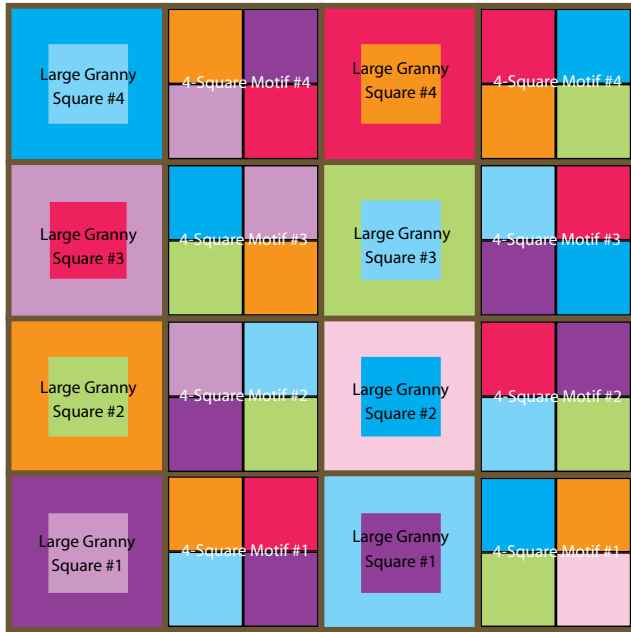 Large Granny
Square #4
4-Square Motif #4
Large Granny
Square #4
4-Square Motif #4
Large Granny
Square #3
4-Square Motif #3
Large Granny
Square #3
4-Square Motif #3
Large Granny
Square #2
4-Square Motif #2
Large Granny
Square #2
4-Square Motif #2
Large Granny
Square #1
4-Square Motif #1
Large Granny
Square #1
4-Square Motif #1